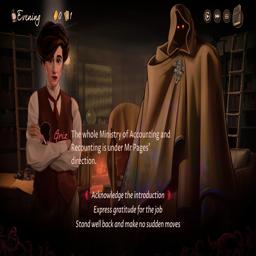 Evening
Griz
The whole Ministry of Accounting and
Recounting is under Mr Pages'
direction.
Acknowledge the introduction
Express gratitude for the job
Stand well back and make no sudden moves